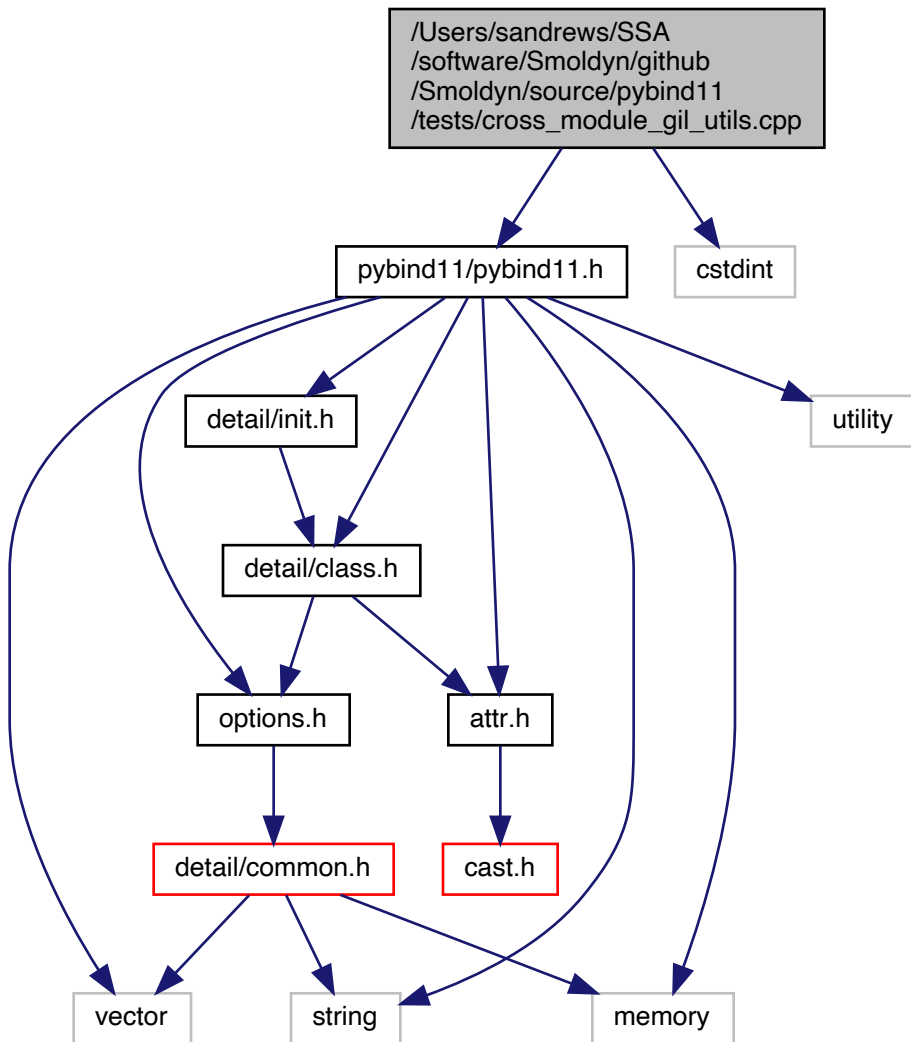 /Users/sandrews/SSA
/software/Smoldyn/github
/Smoldyn/source/pybind11
/tests/cross_module_gil_utils.cpp
pybind11/pybind11.h
cstdint
detail/init.h
utility
detail/class.h
options.h
attr.h
detail/common.h
cast.h
vector
string
memory